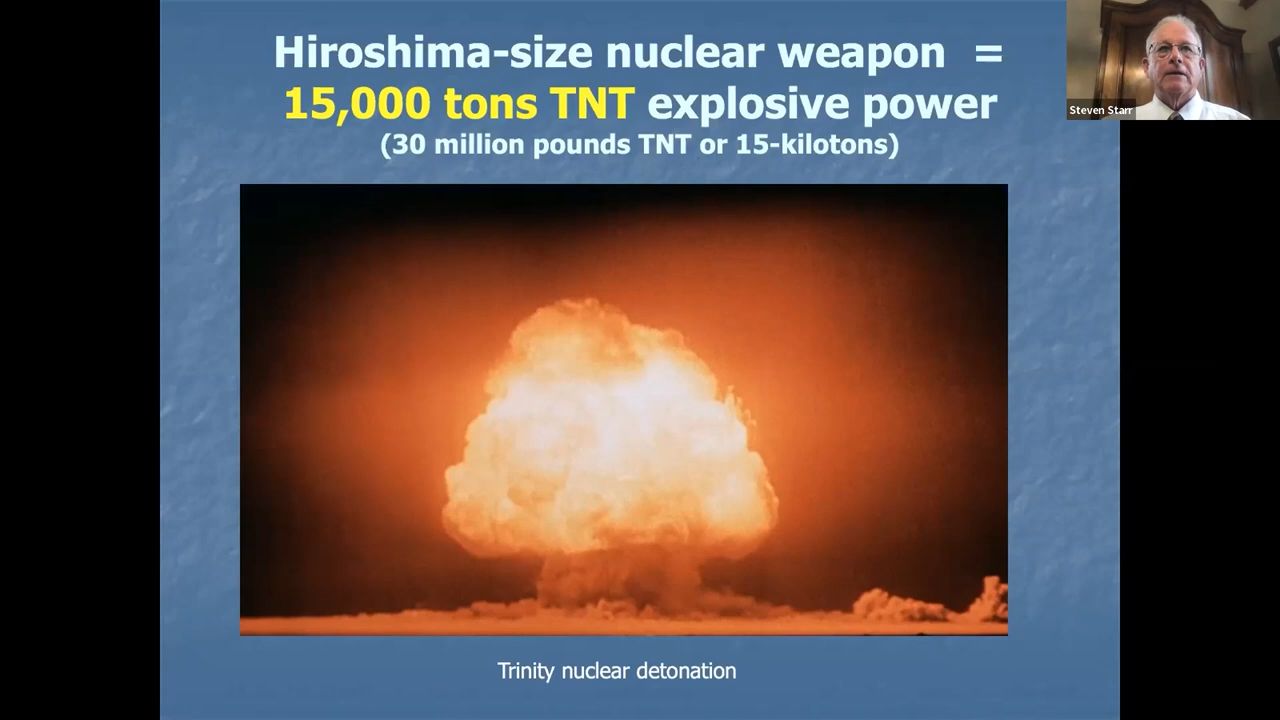 Hiroshima-size nuclear weapon =
15,000 tons TNT explosive power
(30 million pounds TNT or 15-kilotons)
Steven Starr
Trinity nuclear detonation